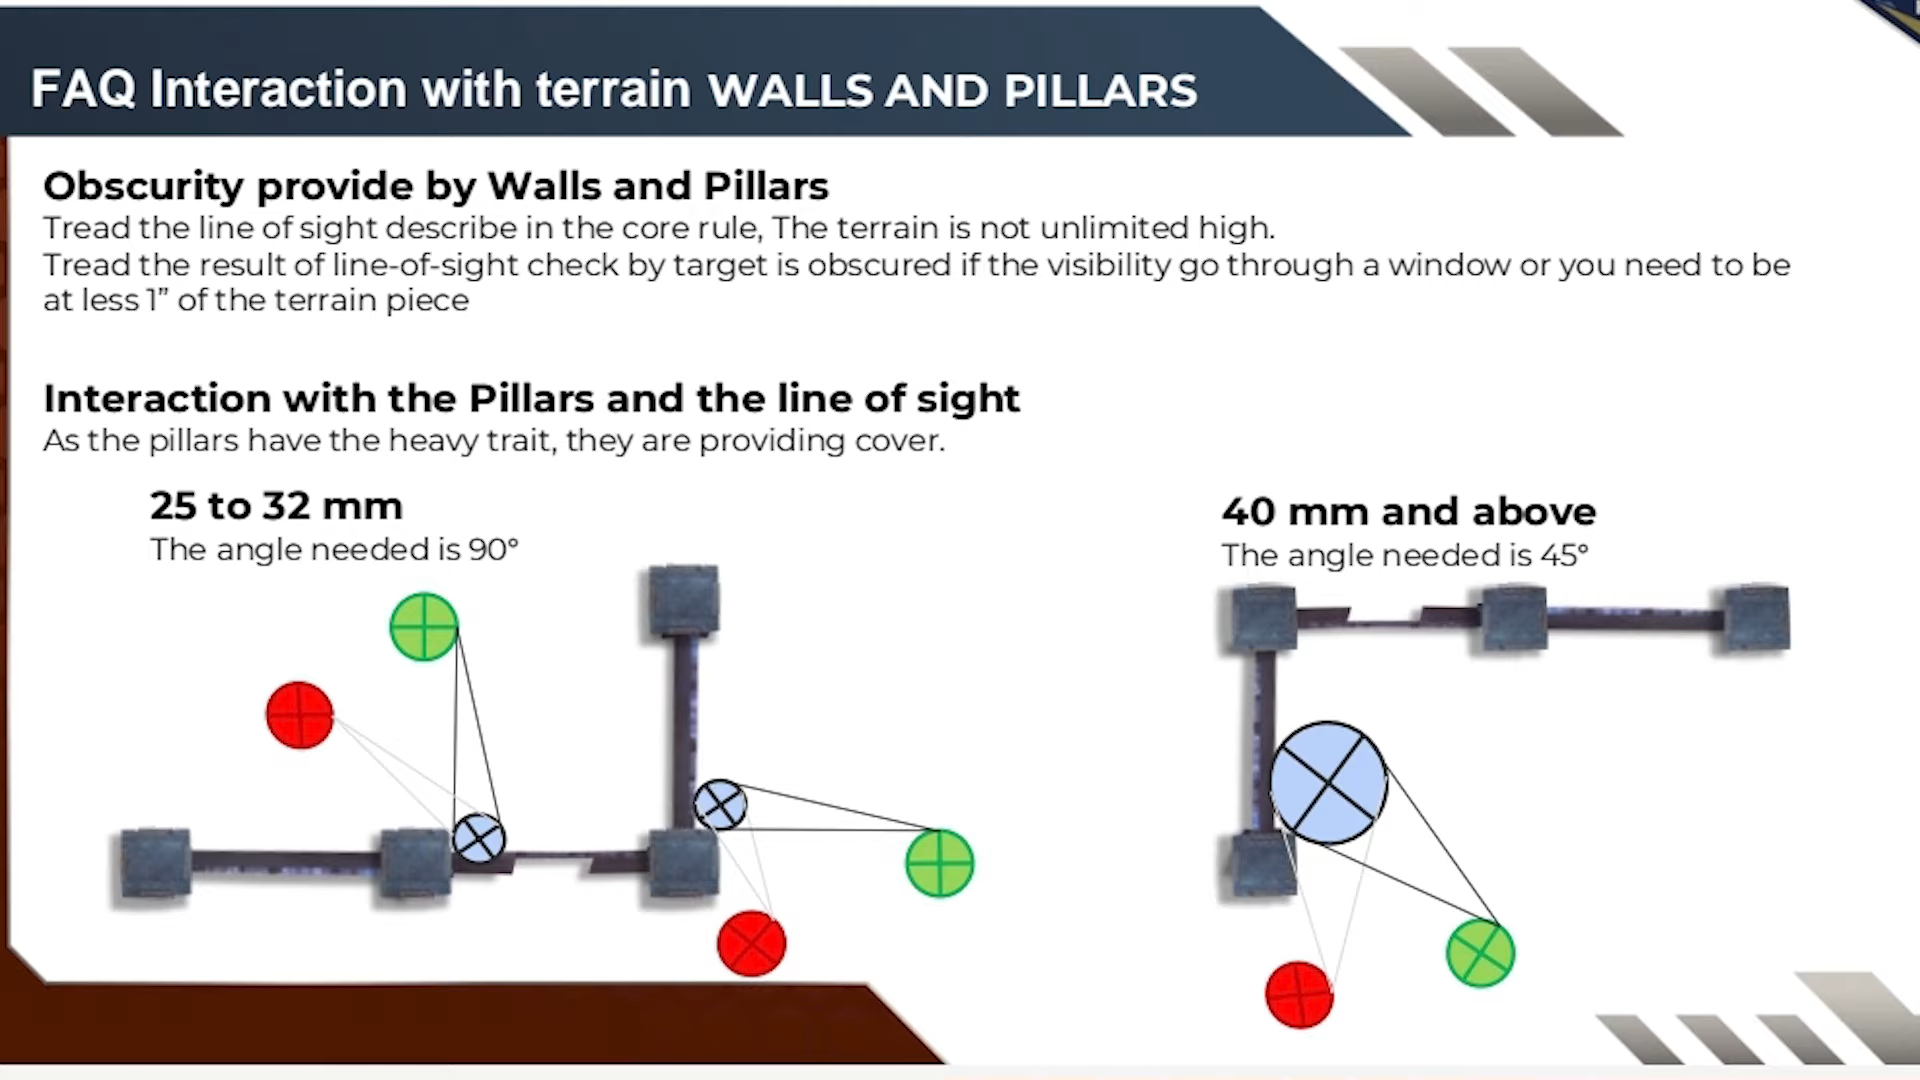 FAQ Interaction with terrain WALLS AND PILLARS
Obscurity provide by Walls and Pillars
Tread the line of sight describe in the core rule, The terrain is not unlimited high.
Tread the result of line-of-sight check by target is obscured if the visibility go through a window or you need to be
at less 1” of the terrain piece
Interaction with the Pillars and the line of sight
As the pillars have the heavy trait, they are providing cover.
25 to 32 mm
The angle needed is 90°
40 mm and above
The angle needed is 45°